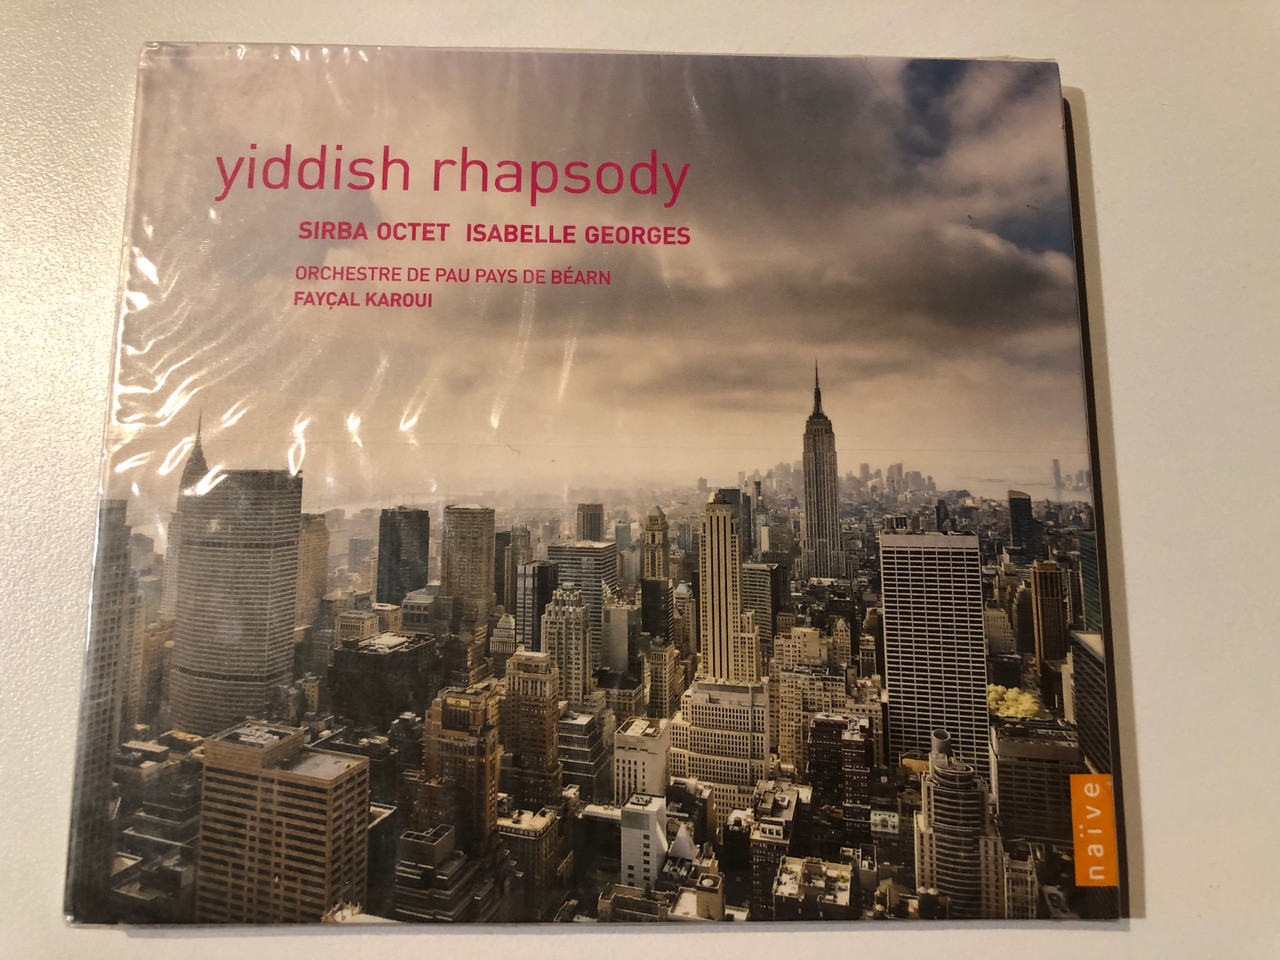 yiddish rhapsody
SIRBA OCTET ISABELLE GEORGES
ORCHESTRE DE PAU PAYS DE BÉARN
FAYÇAL KAROUI
naïve